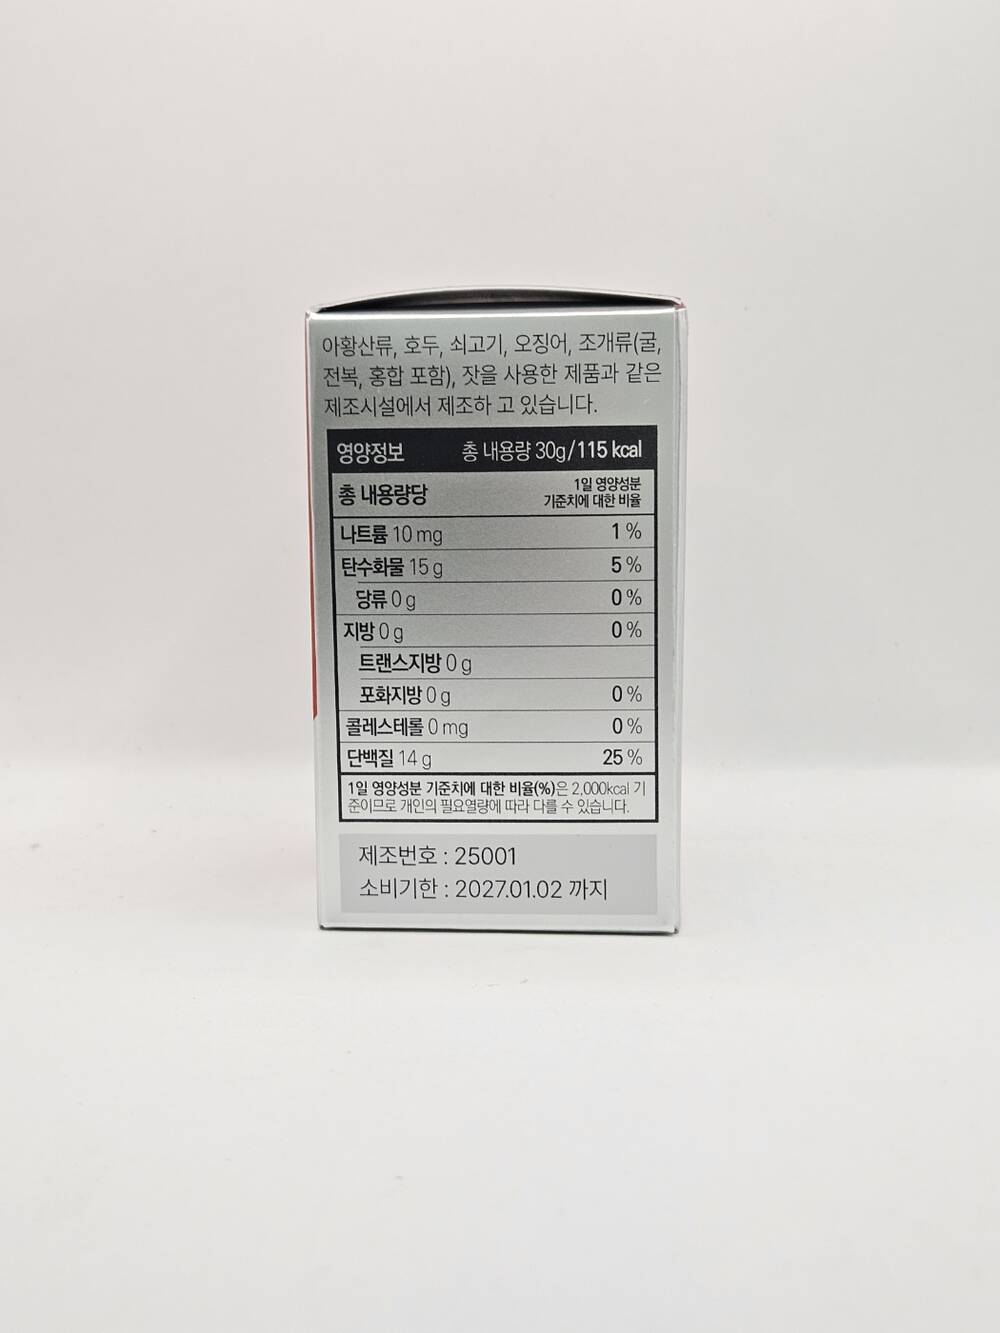 아황산류, 호두, 쇠고기, 오징어, 조개류(굴,
전복, 홍합 포함), 잣을 사용한 제품과 같은
제조시설에서 제조하 고 있습니다.
영양정보 총 내용량 30g/115 kcal
총 내용량당 1일 영양성분
기준치에 대한 비율
나트륨 10 mg 1 %
탄수화물 15 g 5 %
당류 0 g 0 %
지방 0 g 0 %
트랜스지방 0 g
포화지방 0 g 0 %
콜레스테롤 0 mg 0 %
단백질 14 g 25 %
1일 영양성분 기준치에 대한 비율(%)은 2,000kcal 기
준이므로 개인의 필요열량에 따라 다를 수 있습니다.
제조번호 : 25001
소비기한 : 2027.01.02 까지